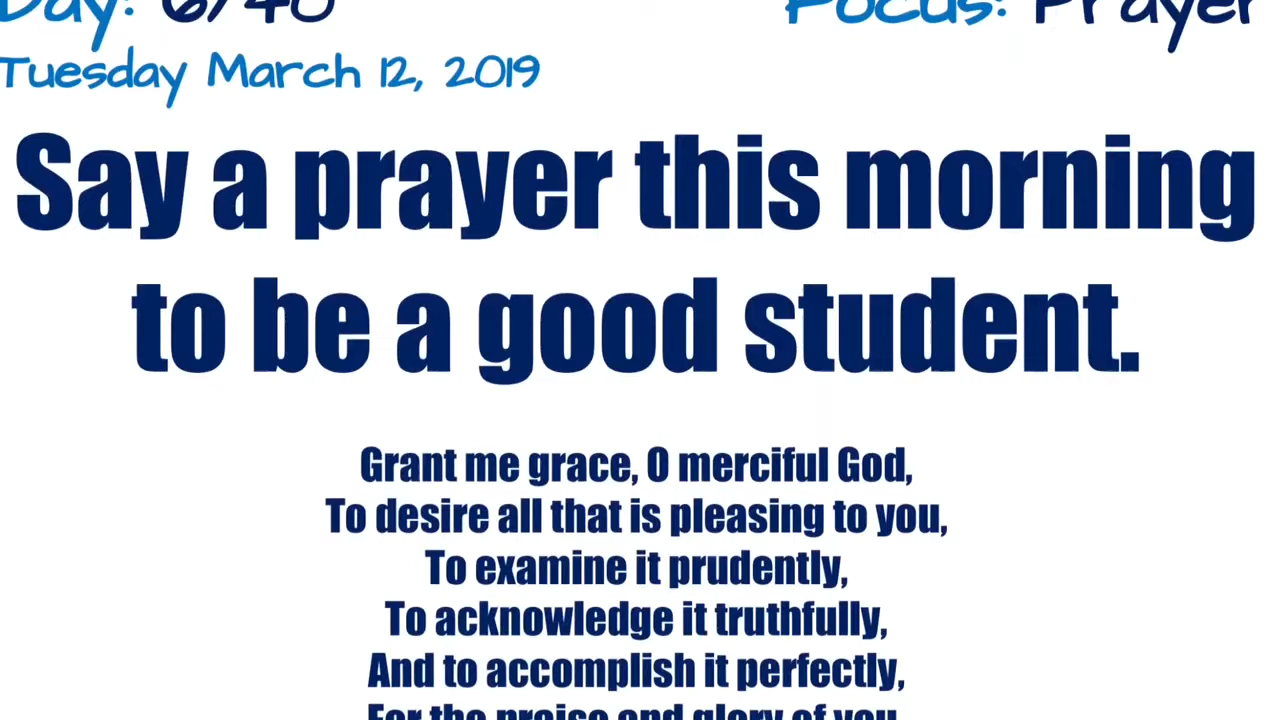 Day: 6/40 Focus: Prayer
Tuesday March 12, 2019
Say a prayer this morning
to be a good student.
Grant me grace, O merciful God,
To desire all that is pleasing to you,
To examine it prudently,
To acknowledge it truthfully,
And to accomplish it perfectly,
For the praise and glory of you